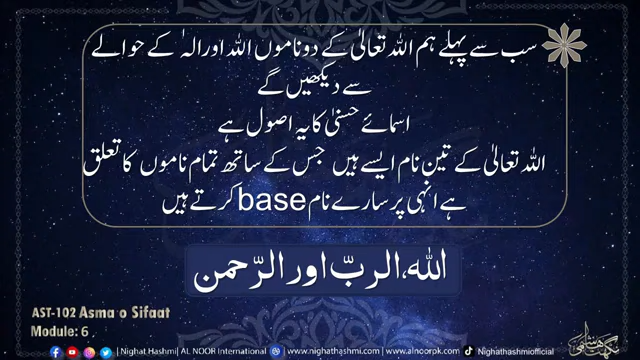 سب سے پہلے ہم اللہ تعالیٰ کے دو ناموں اللہ اور الٰہ کے حوالے
سے دیکھیں گے
اسمائے حسنیٰ کا یہ اصول ہے
اللہ تعالیٰ کے تین نام ایسے ہیں جس کے ساتھ تمام ناموں کا تعلق
ہے انہی پر سارے نام base کرتے ہیں
اللہ، الربّ اور الرّحمن
AST-102 Asma o Sifaat
Module: 6
| Nighat Hashmi| AL NOOR International | www.nighathashmi.com | www.alnoorpk.com | Nighathashmiofficial